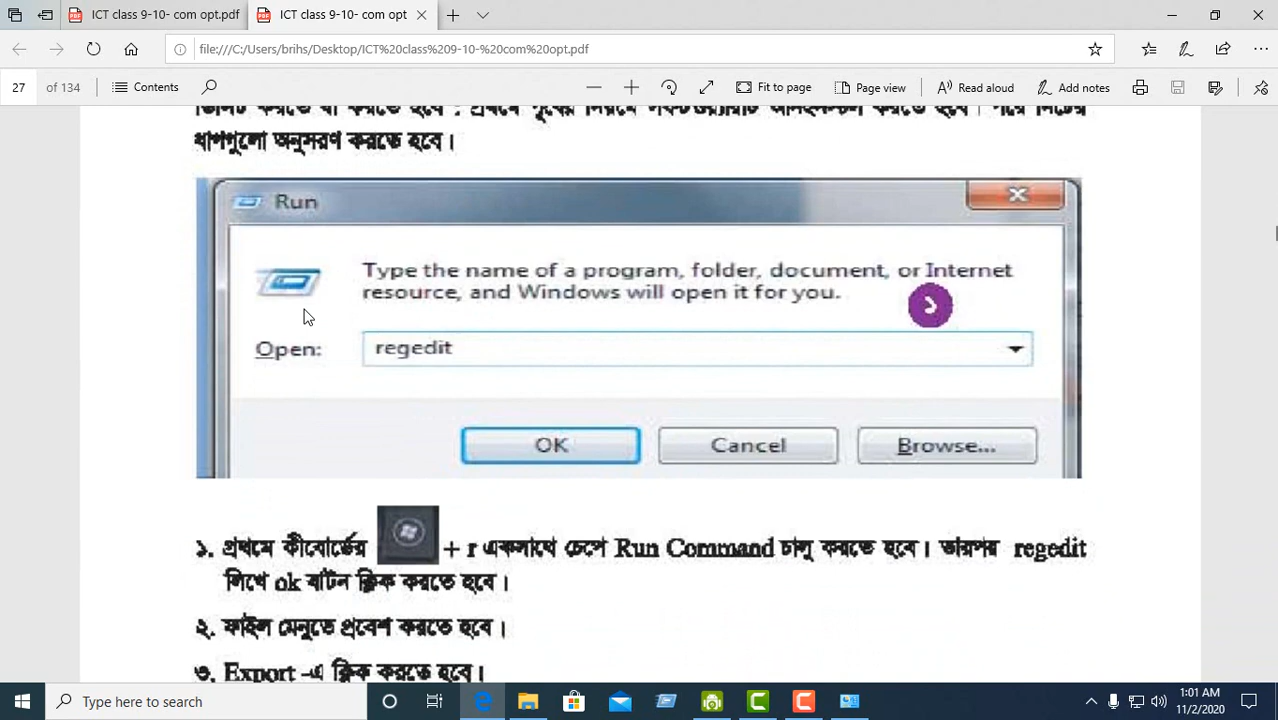 ICT class 9-10- com opt.pdf
ICT class 9-10- com opt
file:///C:/Users/brihs/Desktop/ICT%20class%209-10-%20com%20opt.pdf
27 of 134 Contents Fit to page Page view Read aloud Add notes
ধাপগুলো অনুসরণ করতে হবে।
Run
Type the name of a program, folder, document, or Internet
resource, and Windows will open it for you.
১
Open: regedit
OK Cancel Browse...
১. প্রথমে কীবোর্ডের + r একসাথে চেপে Run Command চালু করতে হবে। তারপর regedit
লিখে ok বাটন ক্লিক করতে হবে।
২. ফাইল মেনুতে প্রবেশ করতে হবে।
৩. Export -এ ক্লিক করতে হবে।
Type here to search
1:01 AM
11/2/2020